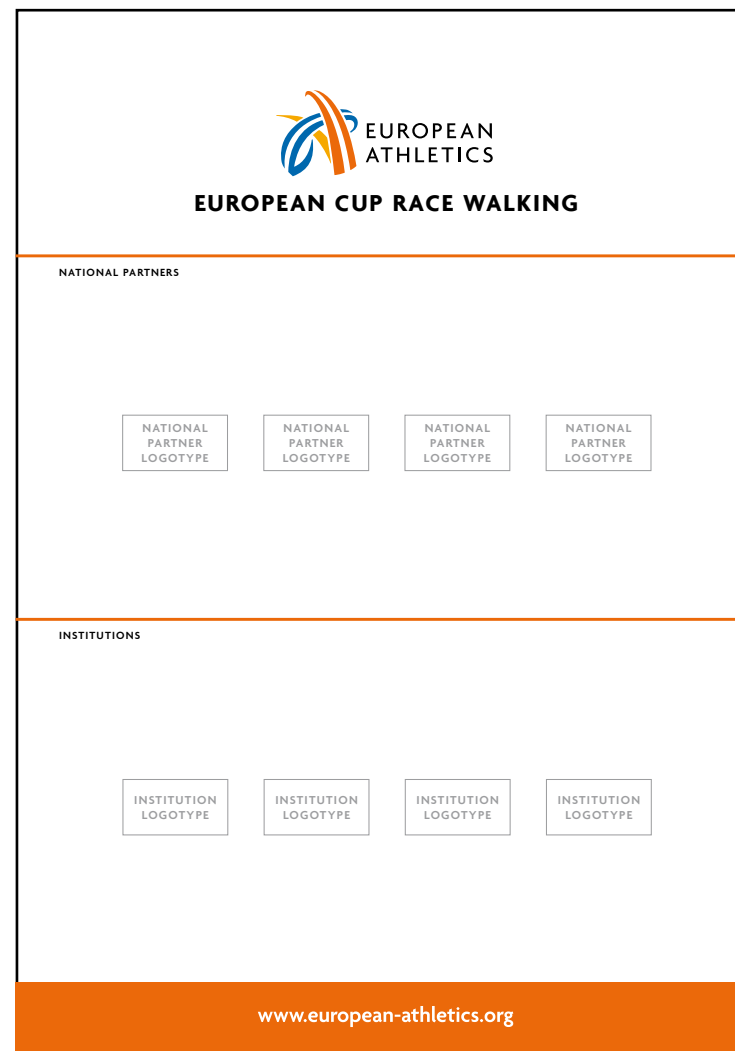 EUROPEAN
ATHLETICS
EUROPEAN CUP RACE WALKING
NATIONAL PARTNERS
NATIONAL
PARTNER
LOGOTYPE
NATIONAL
PARTNER
LOGOTYPE
NATIONAL
PARTNER
LOGOTYPE
NATIONAL
PARTNER
LOGOTYPE
INSTITUTIONS
INSTITUTION
LOGOTYPE
INSTITUTION
LOGOTYPE
INSTITUTION
LOGOTYPE
INSTITUTION
LOGOTYPE
www.european-athletics.org